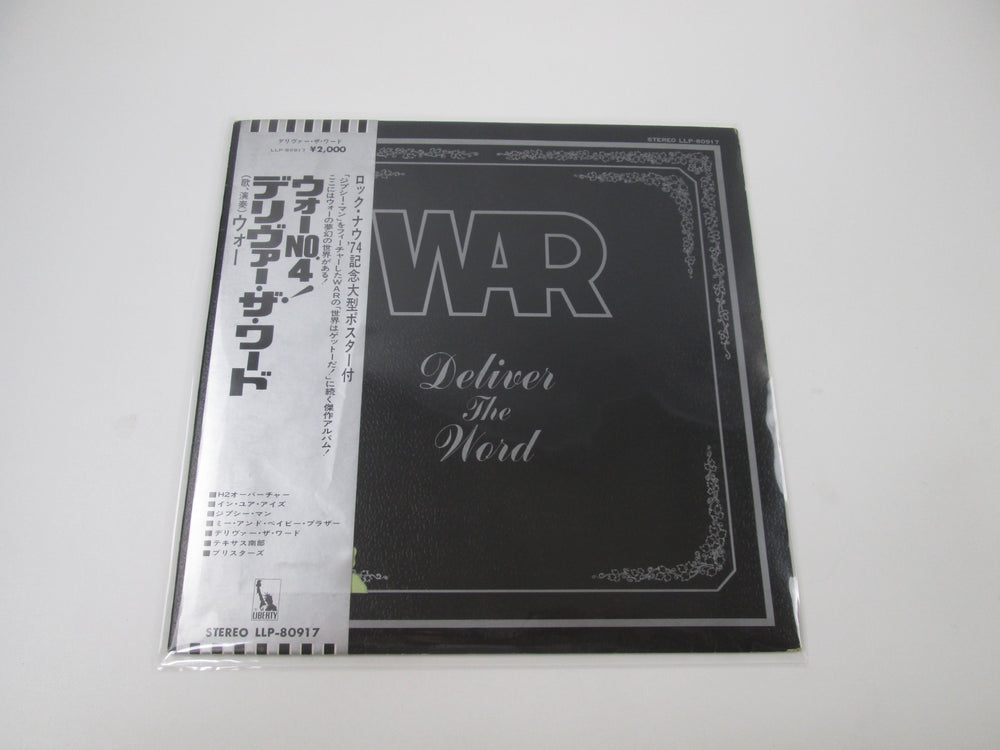 デリヴァー・ザ・ワード
LLP-80917 ¥2,000
ロック・ナウ'74記念大型ポスター付
「ジプシー・マン」をフィーチャーしたWARの「世界はゲットーだ!」に続く傑作アルバム!
ここにはウォーの夢幻の世界がある!
ウォーNO.4!
デリヴァー・ザ・ワード
(歌、演奏)ウォー
■H2オーバーチャー
■イン・ユア・アイズ
■ジプシー・マン
■ミー・アンド・ベイビー・ブラザー
■デリヴァー・ザ・ワード
■テキサス南部
■ブリスターズ
LIBERTY
STEREO LLP-80917
STEREO LLP-80917
WAR
Deliver
The
Word